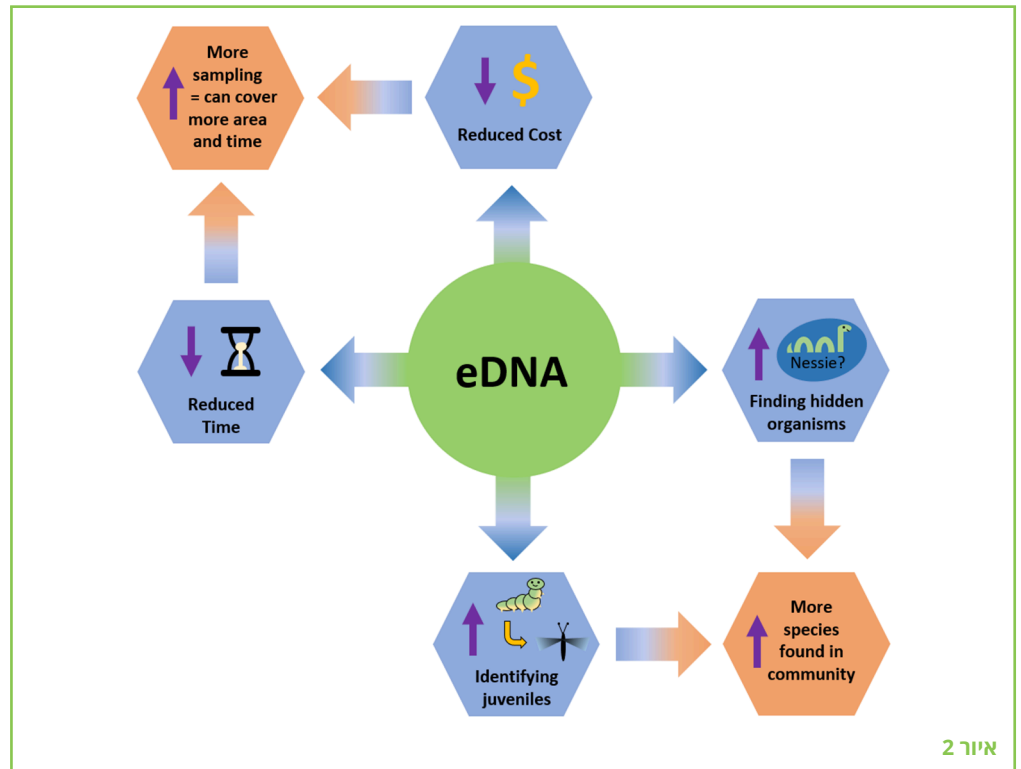 More
sampling
= can cover
more area
and time
$
Reduced Cost
Reduced
Time
eDNA
Nessie?
Finding hidden
organisms
Identifying
juveniles
More
species
found in
community
איור 2